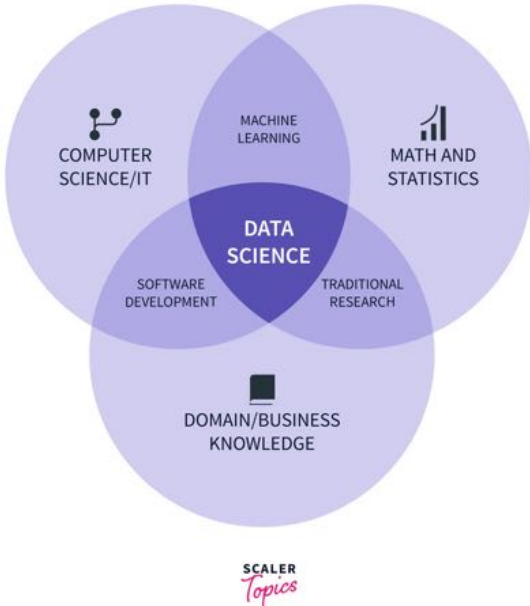 MACHINE
LEARNING
COMPUTER
SCIENCE/IT
MATH AND
STATISTICS
DATA
SCIENCE
SOFTWARE
DEVELOPMENT
TRADITIONAL
RESEARCH
DOMAIN/BUSINESS
KNOWLEDGE
SCALER
Topics